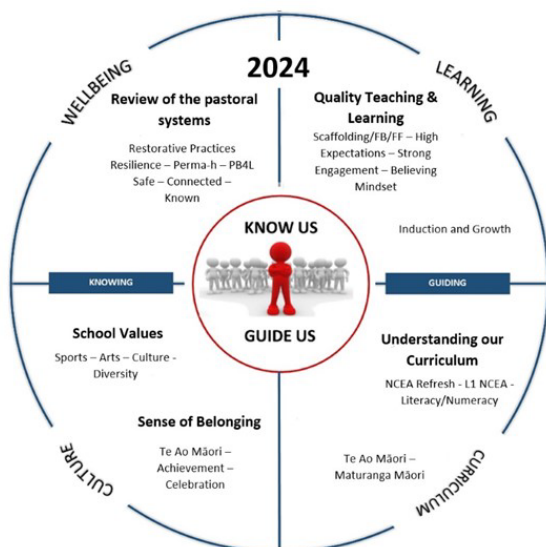 2024
WELLBEING
LEARNING
Review of the pastoral
systems
Restorative Practices
Resilience – Perma-h – PB4L
Safe – Connected –
Known
Quality Teaching &
Learning
Scaffolding/FB/FF – High
Expectations – Strong
Engagement – Believing
Mindset
Induction and Growth
KNOW US
KNOWING
GUIDING
GUIDE US
School Values
Sports – Arts – Culture -
Diversity
Sense of Belonging
Te Ao Māori –
Achievement –
Celebration
Understanding our
Curriculum
NCEA Refresh - L1 NCEA -
Literacy/Numeracy
Te Ao Māori –
Maturanga Māori
CULTURE
CURRICULUM